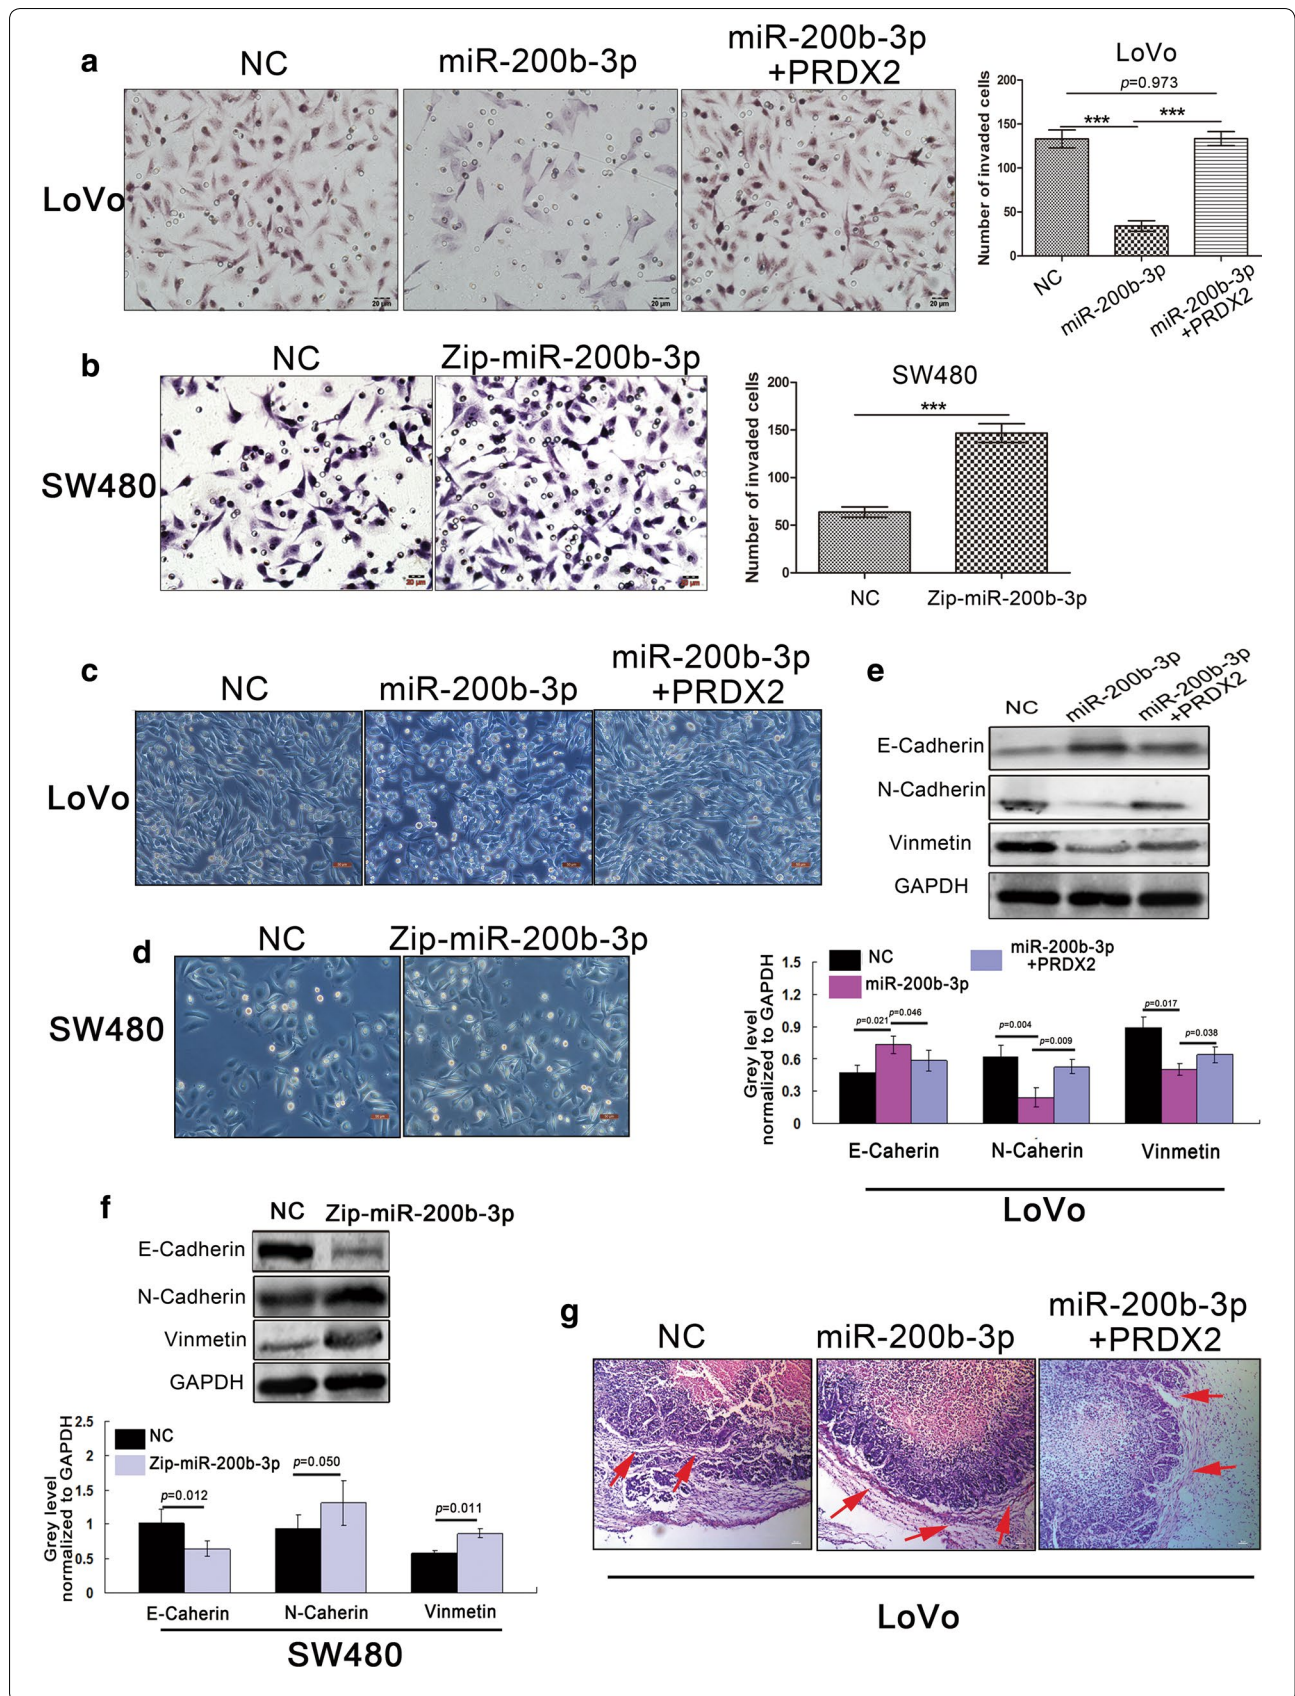 a
NC
miR-200b-3p
miR-200b-3p
+PRDX2
LoVo
20 µm
20 µm
20 µm
LoVo
p=0.973
***
***
Number of invaded cells
200
150
100
50
0
NC
miR-200b-3p
miR-200b-3p
+PRDX2
b
NC
Zip-miR-200b-3p
SW480
20 µm
SW480
***
Number of invaded cells
200
150
100
50
0
NC
Zip-miR-200b-3p
c
NC
miR-200b-3p
miR-200b-3p
+PRDX2
LoVo
d
NC
Zip-miR-200b-3p
SW480
e
NC
miR-200b-3p
miR-200b-3p
+PRDX2
E-Cadherin
N-Cadherin
Vinmetin
GAPDH
NC
miR-200b-3p
miR-200b-3p
+PRDX2
Grey level
normalized to GAPDH
1.5
1.2
0.9
0.6
0.3
0
p=0.021
p=0.046
p=0.004
p=0.009
p=0.017
p=0.038
E-Caherin
N-Caherin
Vinmetin
LoVo
f
NC
Zip-miR-200b-3p
E-Cadherin
N-Cadherin
Vinmetin
GAPDH
Grey level
normalized to GAPDH
2.5
2
1.5
1
0.5
0
NC
Zip-miR-200b-3p
p=0.012
p=0.050
p=0.011
E-Caherin
N-Caherin
Vinmetin
SW480
g
NC
miR-200b-3p
miR-200b-3p
+PRDX2
LoVo